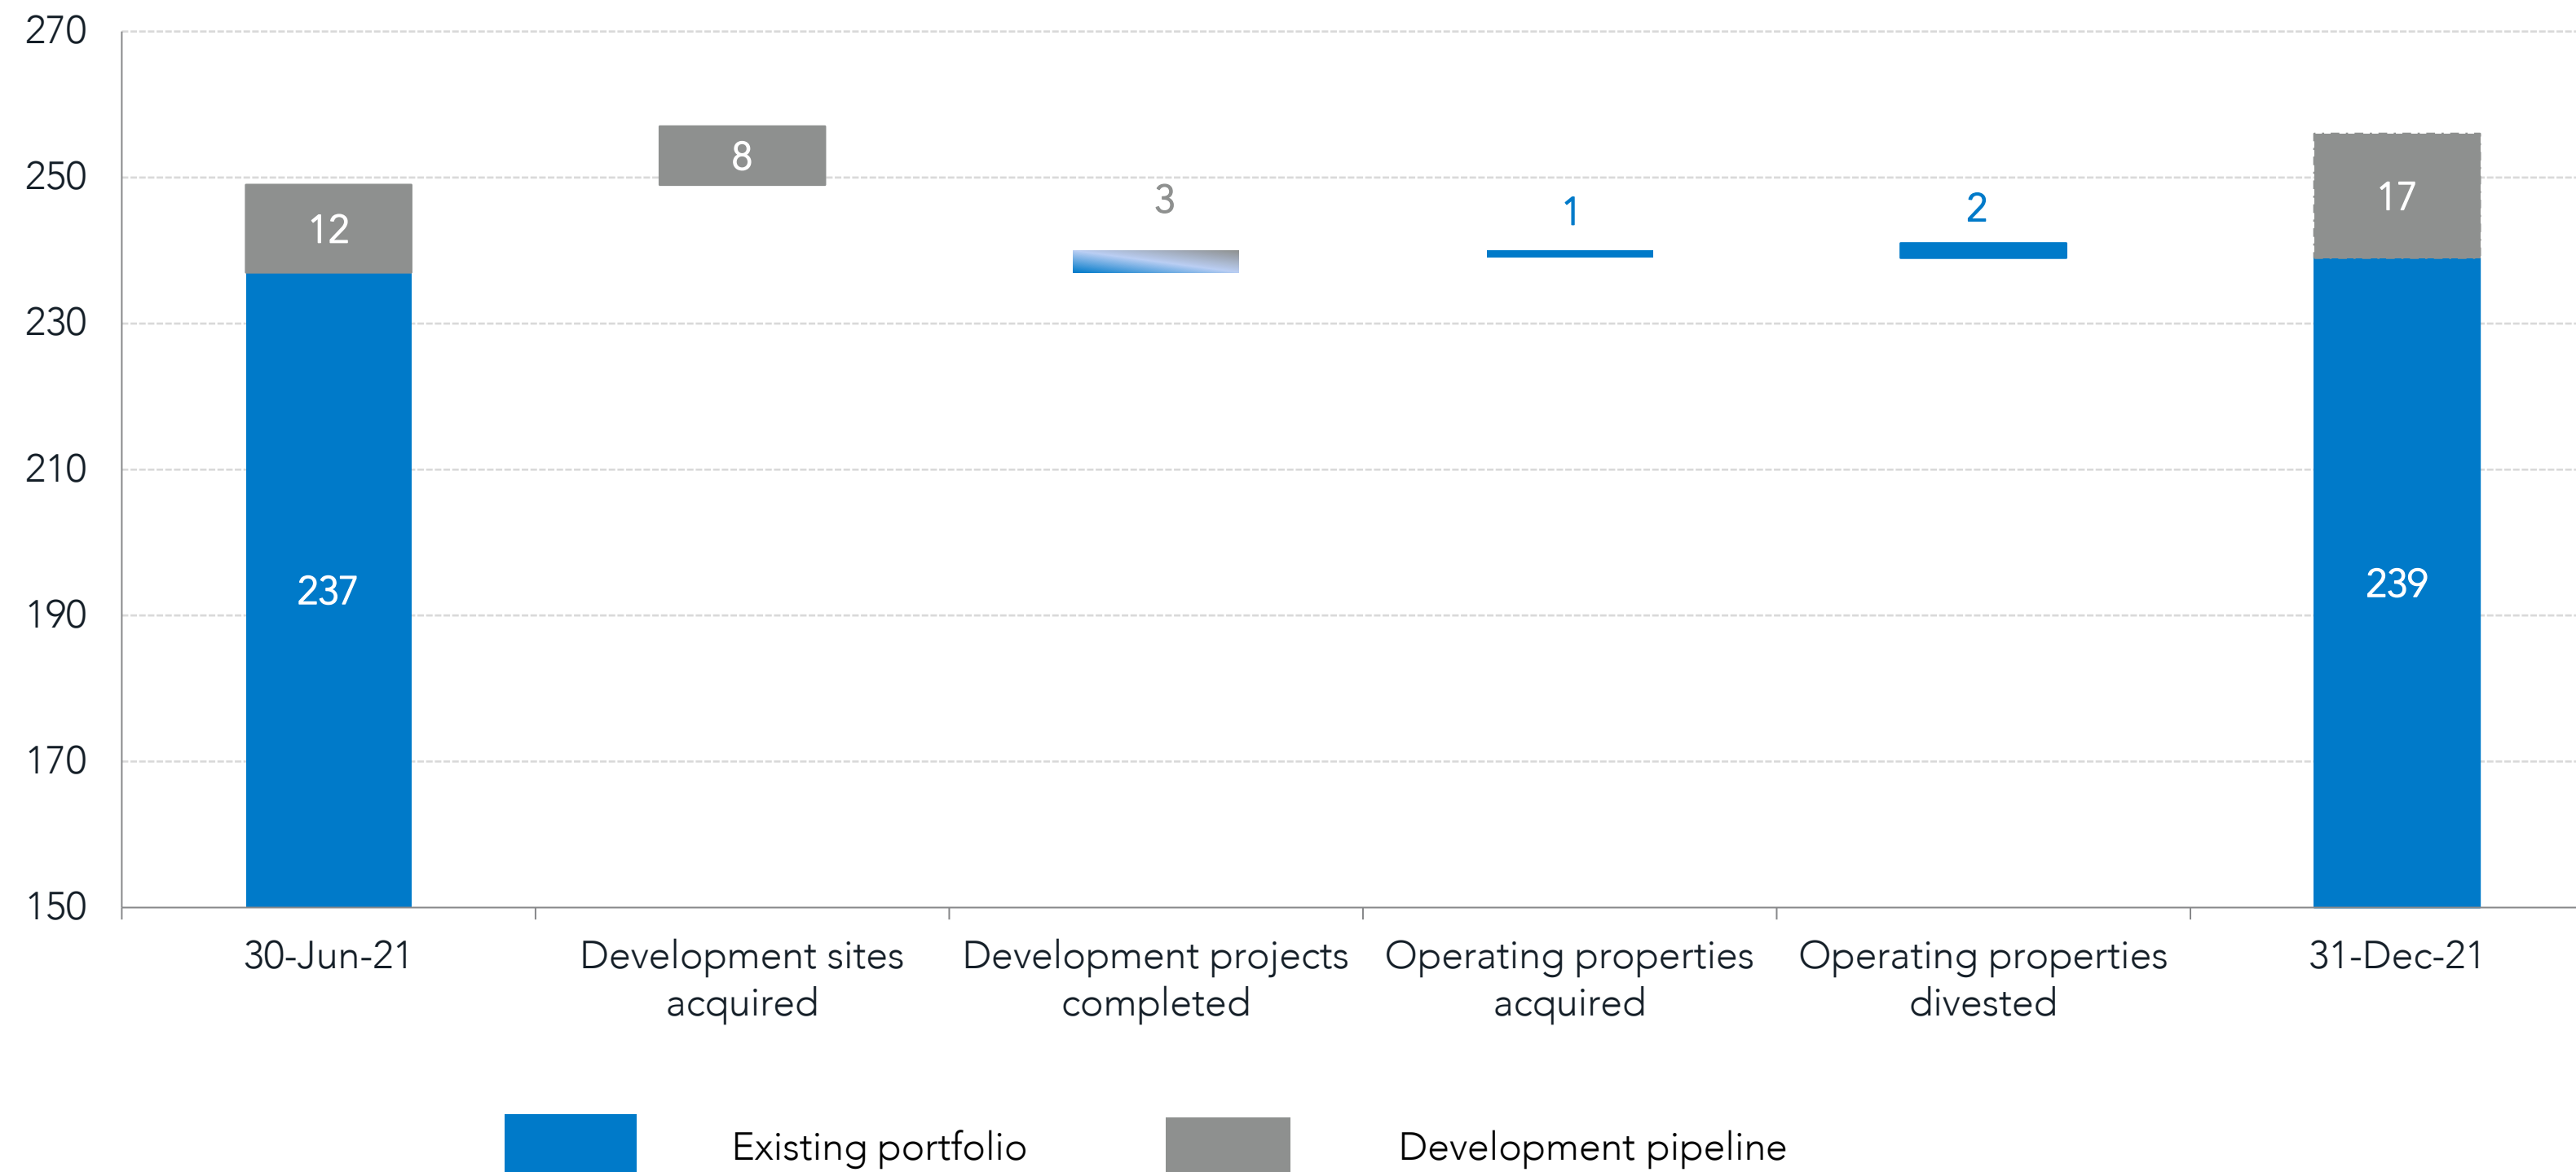 270
250
230
210
190
170
150
12
237
8
3
1
2
17
239
30-Jun-21
Development sites
acquired
Development projects
completed
Operating properties
acquired
Operating properties
divested
31-Dec-21
Existing portfolio
Development pipeline